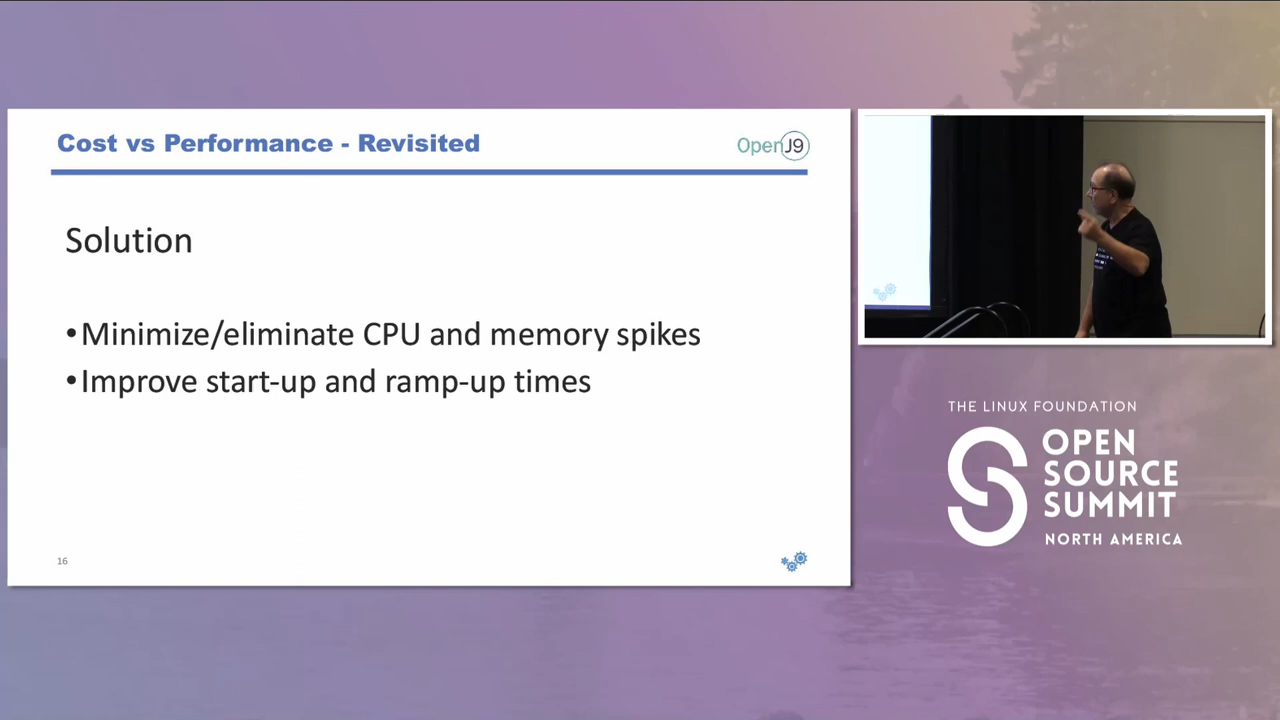 Cost vs Performance - Revisited
OpenJ9
Solution
•Minimize/eliminate CPU and memory spikes
•Improve start-up and ramp-up times
16
THE LINUX FOUNDATION
OPEN
SOURCE
SUMMIT
NORTH AMERICA